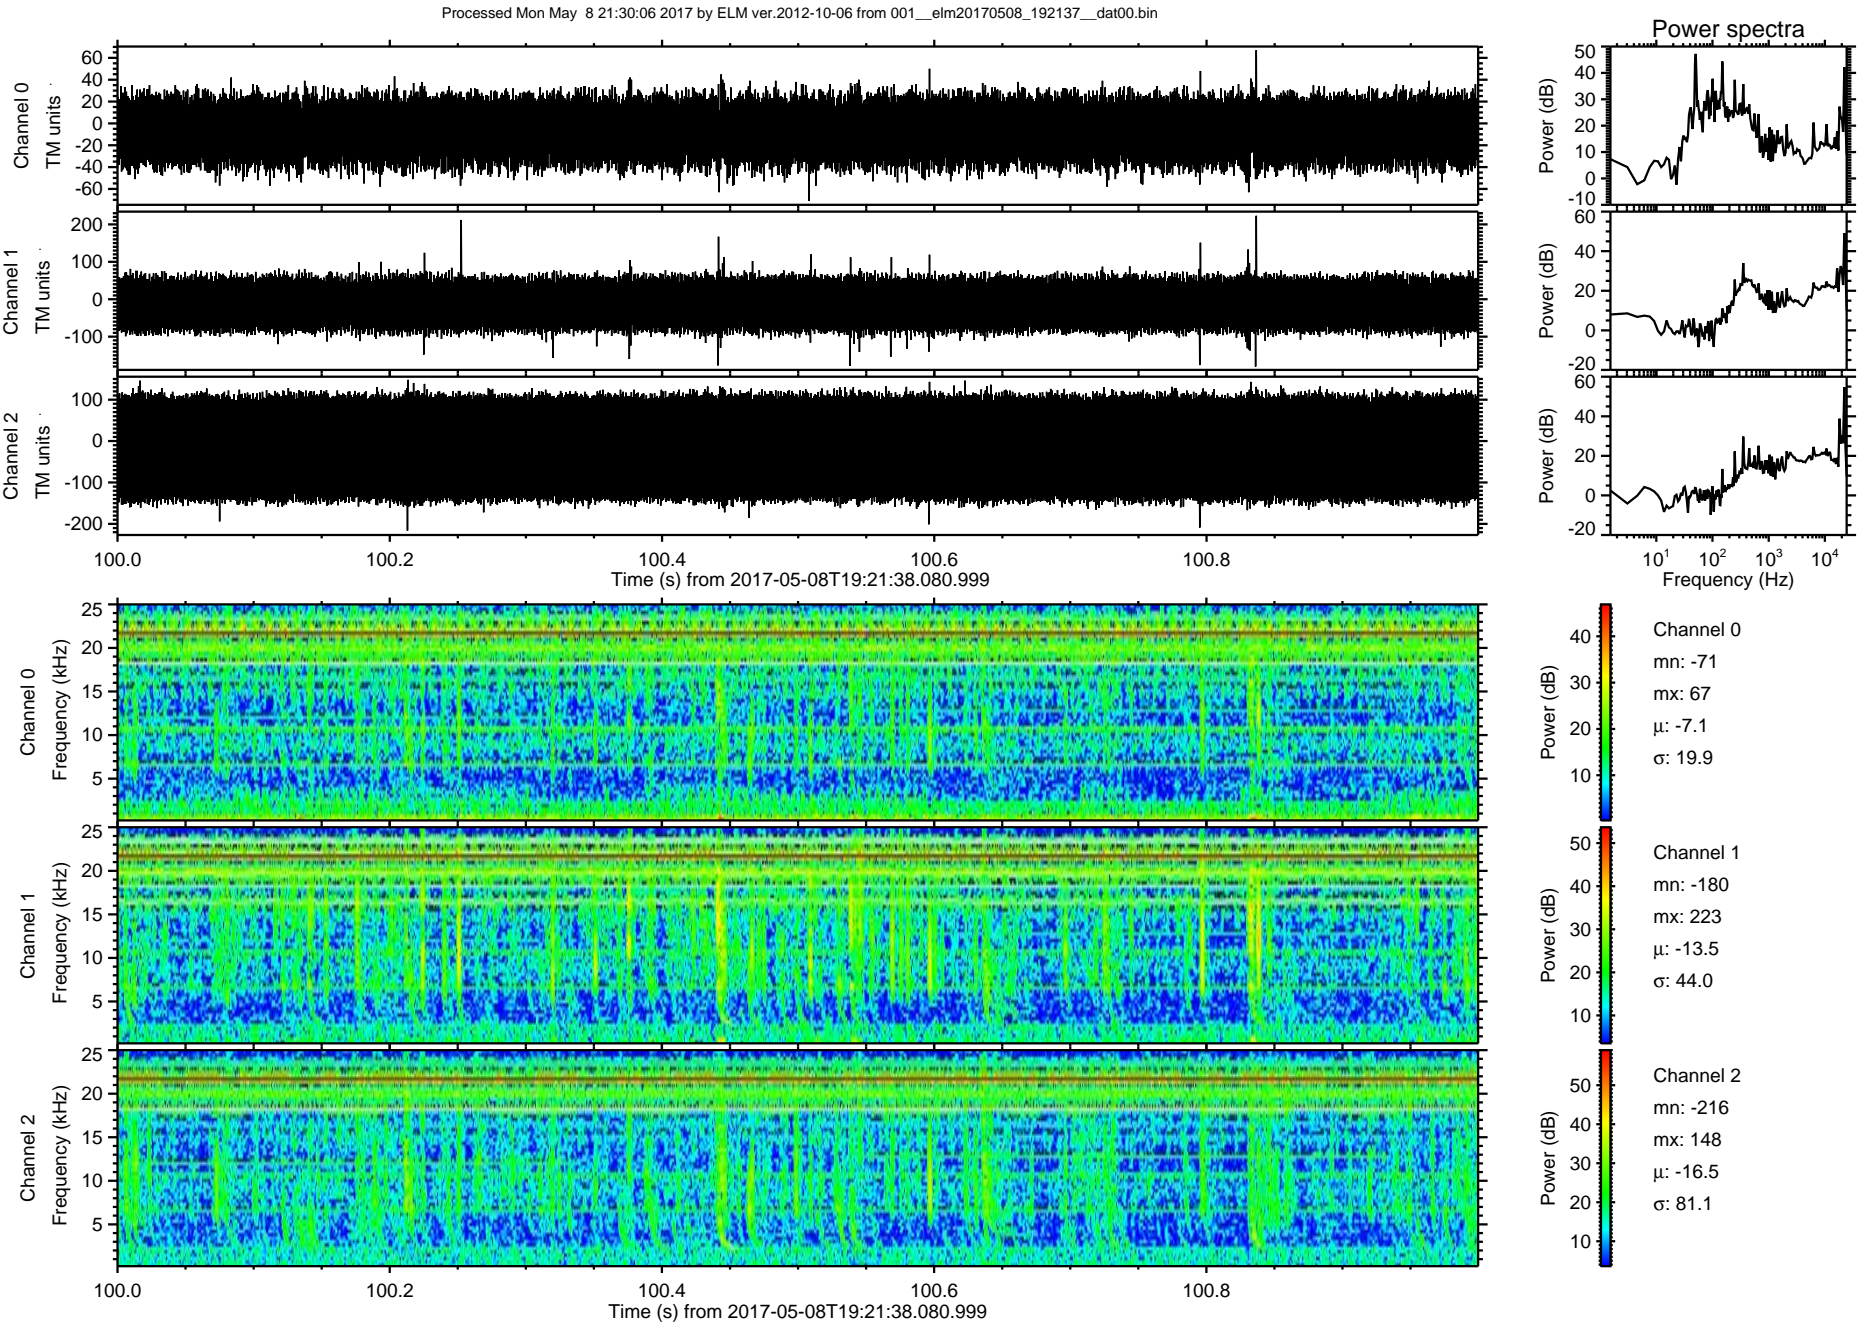 Processed Mon May  8 21:30:06 2017 by ELM ver.2012-10-06 from 001__elm20170508_192137__dat00.bin
Power spectra
Channel 0
TM units
60
40
20
0
-20
-40
-60
Power (dB)
50
40
30
20
10
0
-10
Channel 1
TM units
200
100
0
-100
Power (dB)
60
40
20
0
-20
Channel 2
TM units
100
0
-100
-200
Power (dB)
60
40
20
0
-20
100.0 100.2 100.4 100.6 100.8
Time (s) from 2017-05-08T19:21:38.080.999
10¹ 10² 10³ 10⁴
Frequency (Hz)
Channel 0
Frequency (kHz)
25
20
15
10
5
Power (dB)
40
30
20
10
Channel 0
mn: -71
mx: 67
μ: -7.1
σ: 19.9
Channel 1
Frequency (kHz)
25
20
15
10
5
Power (dB)
50
40
30
20
10
Channel 1
mn: -180
mx: 223
μ: -13.5
σ: 44.0
Channel 2
Frequency (kHz)
25
20
15
10
5
Power (dB)
50
40
30
20
10
Channel 2
mn: -216
mx: 148
μ: -16.5
σ: 81.1
100.0 100.2 100.4 100.6 100.8
Time (s) from 2017-05-08T19:21:38.080.999